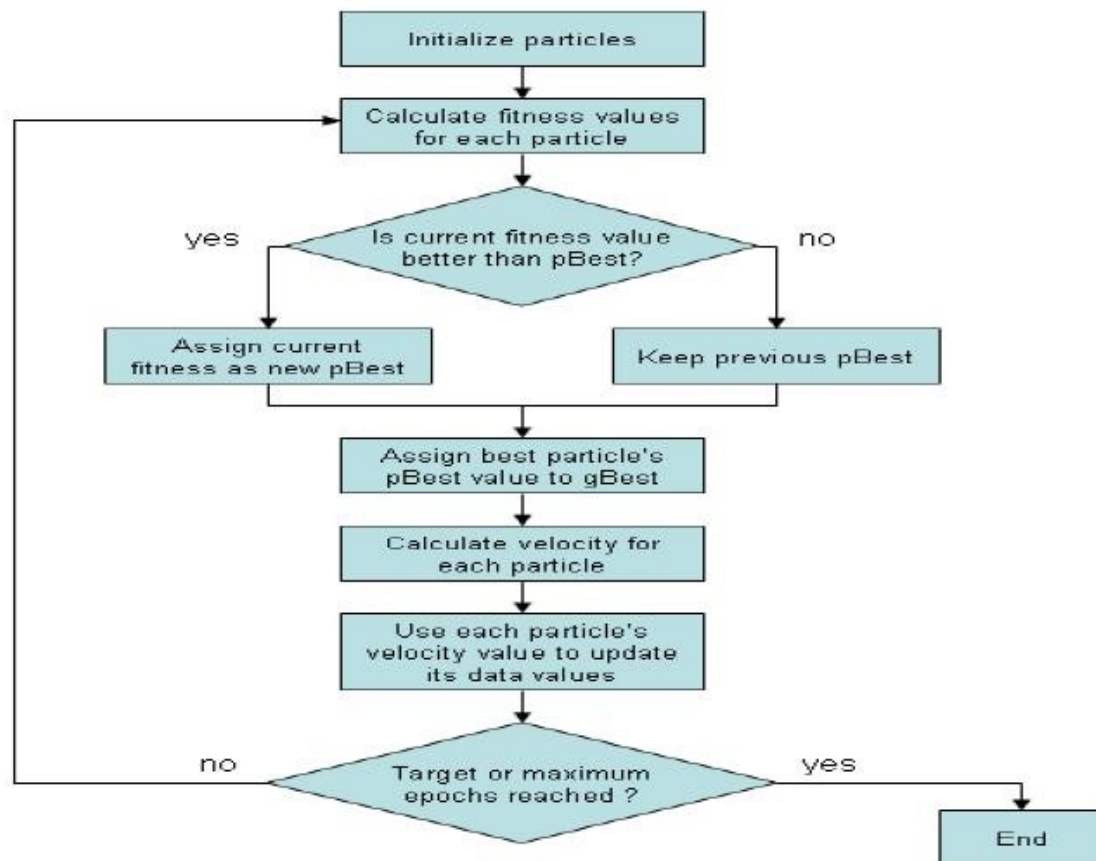 Initialize particles
Calculate fitness values
for each particle
yes
Is current fitness value
better than pBest?
no
Assign current
fitness as new pBest
Keep previous pBest
Assign best particle's
pBest value to gBest
Calculate velocity for
each particle
Use each particle's
velocity value to update
its data values
no
Target or maximum
epochs reached ?
yes
End